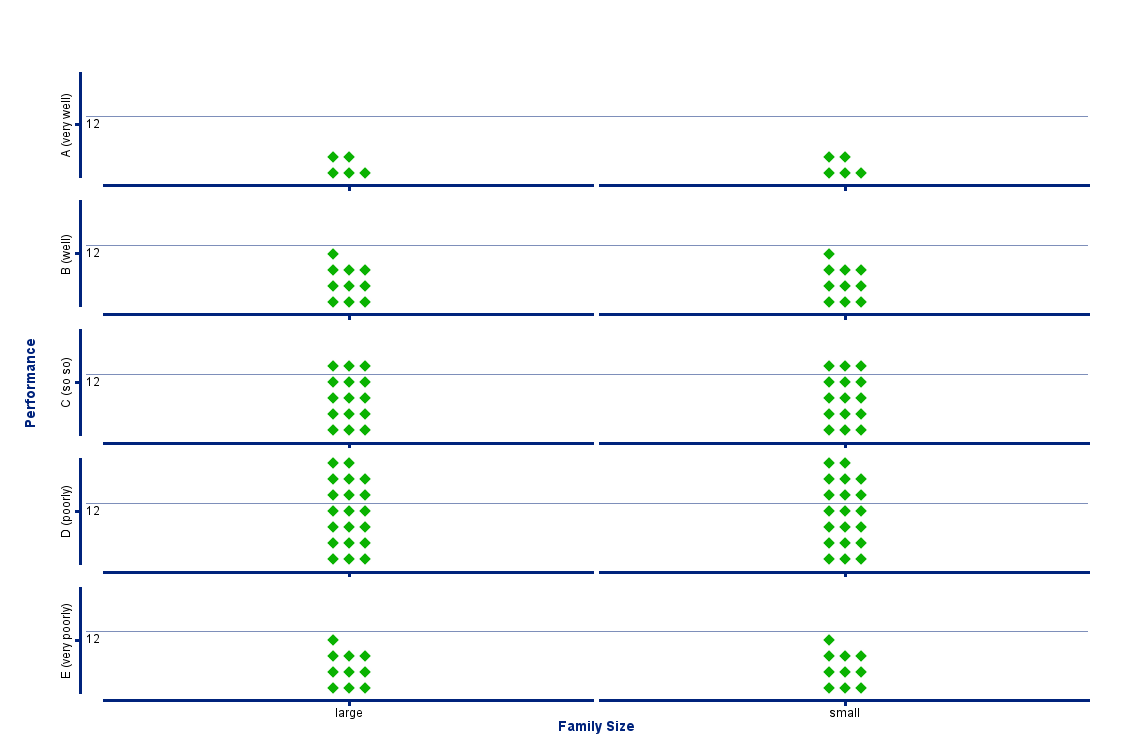 A (very well)
12
B (well)
12
Performance
C (so so)
12
D (poorly)
12
E (very poorly)
12
large
small
Family Size